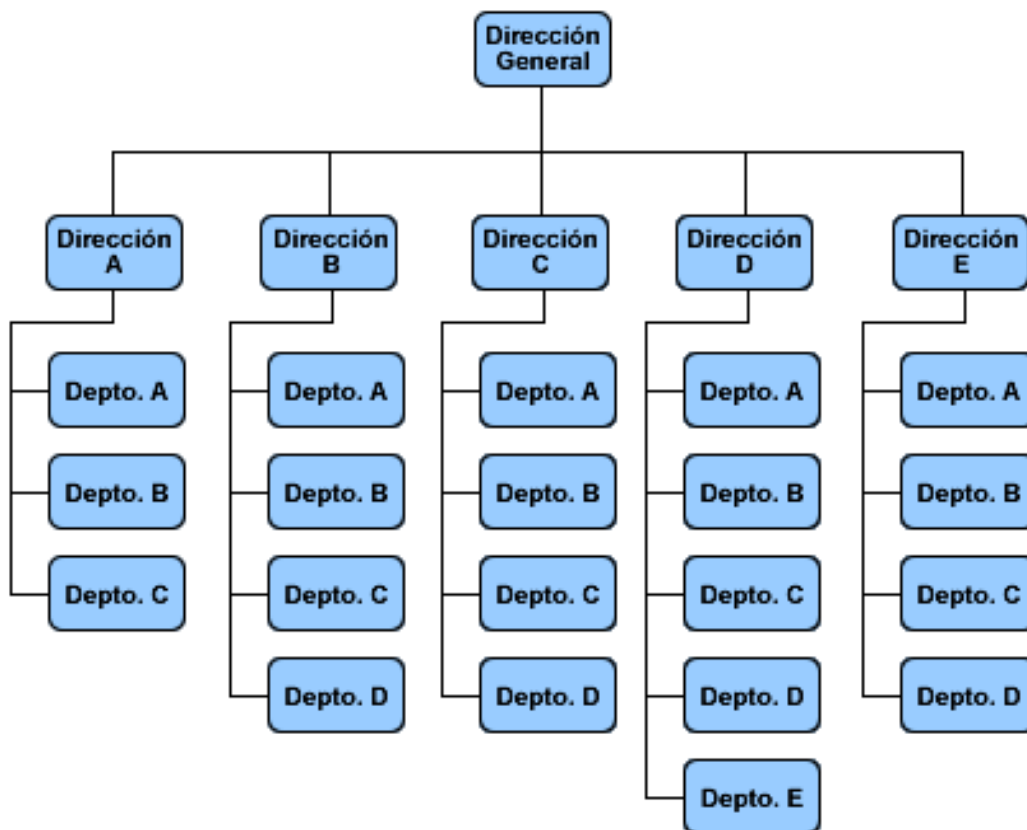 Dirección
General
Dirección
A
Dirección
B
Dirección
C
Dirección
D
Dirección
E
Depto. A
Depto. A
Depto. A
Depto. A
Depto. A
Depto. B
Depto. B
Depto. B
Depto. B
Depto. B
Depto. C
Depto. C
Depto. C
Depto. C
Depto. C
Depto. D
Depto. D
Depto. D
Depto. D
Depto. E